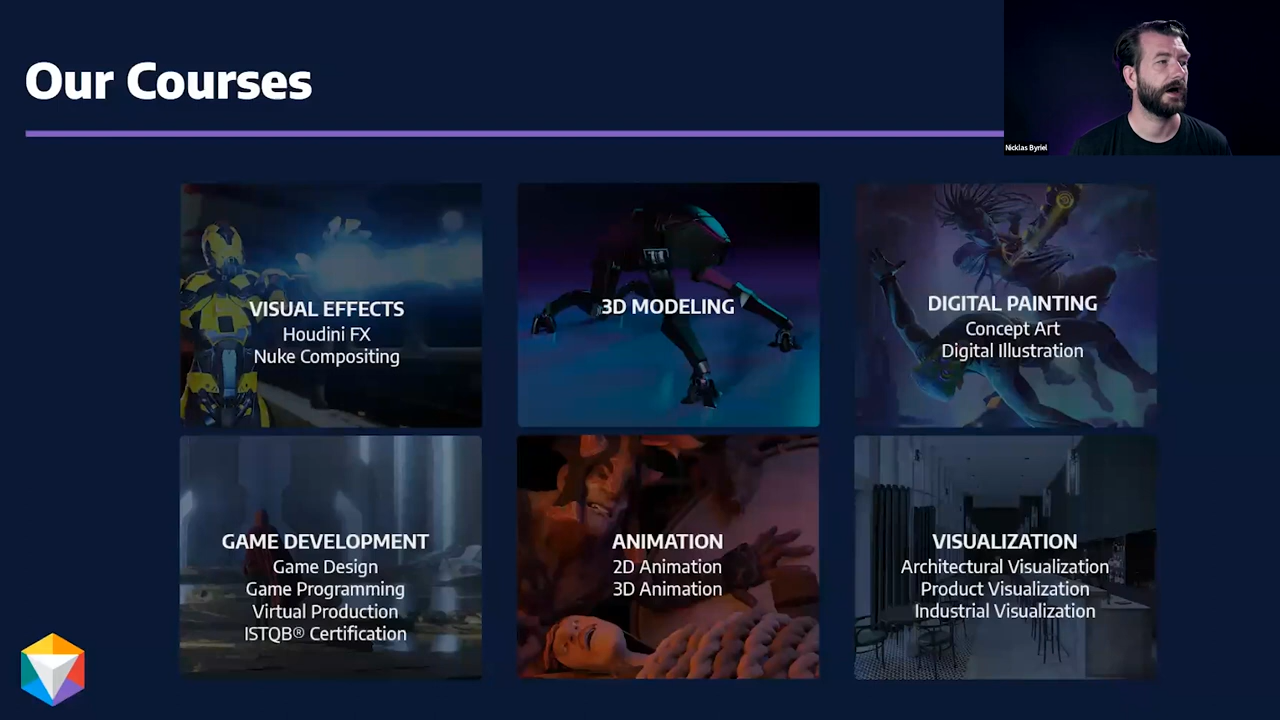 Our Courses
Nicklas Byriel
VISUAL EFFECTS
Houdini FX
Nuke Compositing
3D MODELING
DIGITAL PAINTING
Concept Art
Digital Illustration
GAME DEVELOPMENT
Game Design
Game Programming
Virtual Production
ISTQB® Certification
ANIMATION
2D Animation
3D Animation
VISUALIZATION
Architectural Visualization
Product Visualization
Industrial Visualization